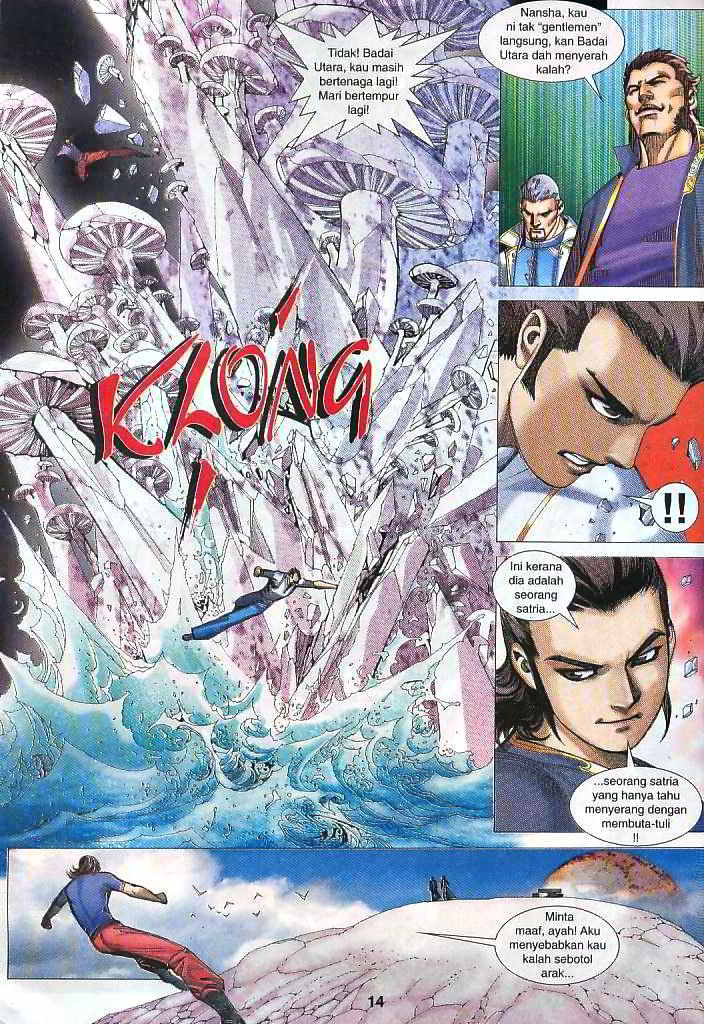 Tidak! Badai
Utara, kau masih
bertenaga lagi!
Mari bertempur
lagi!
Nansha, kau
ni tak "gentlemen"
langsung, kan Badai
Utara dah menyerah
kalah?
KLONG
!!
Ini kerana
dia adalah
seorang
satria...
...seorang satria
yang hanya tahu
menyerang dengan
membuta-tuli
!!
Minta
maaf, ayah! Aku
menyebabkan kau
kalah sebotol
arak...
14